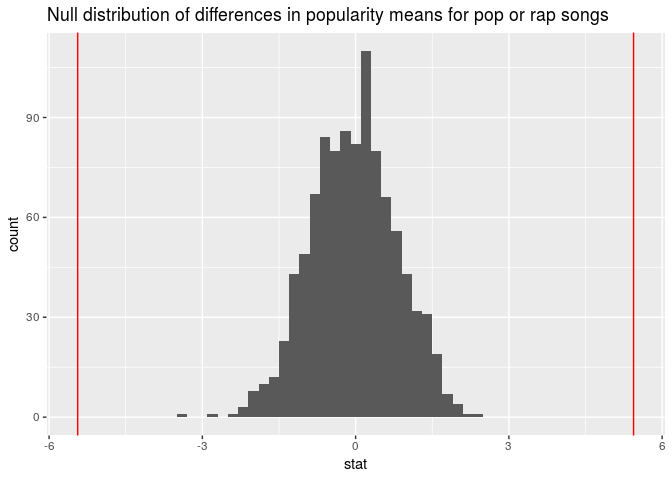 Null distribution of differences in popularity means for pop or rap songs
90
60
30
0
count
-6 -3 0 3 6
stat